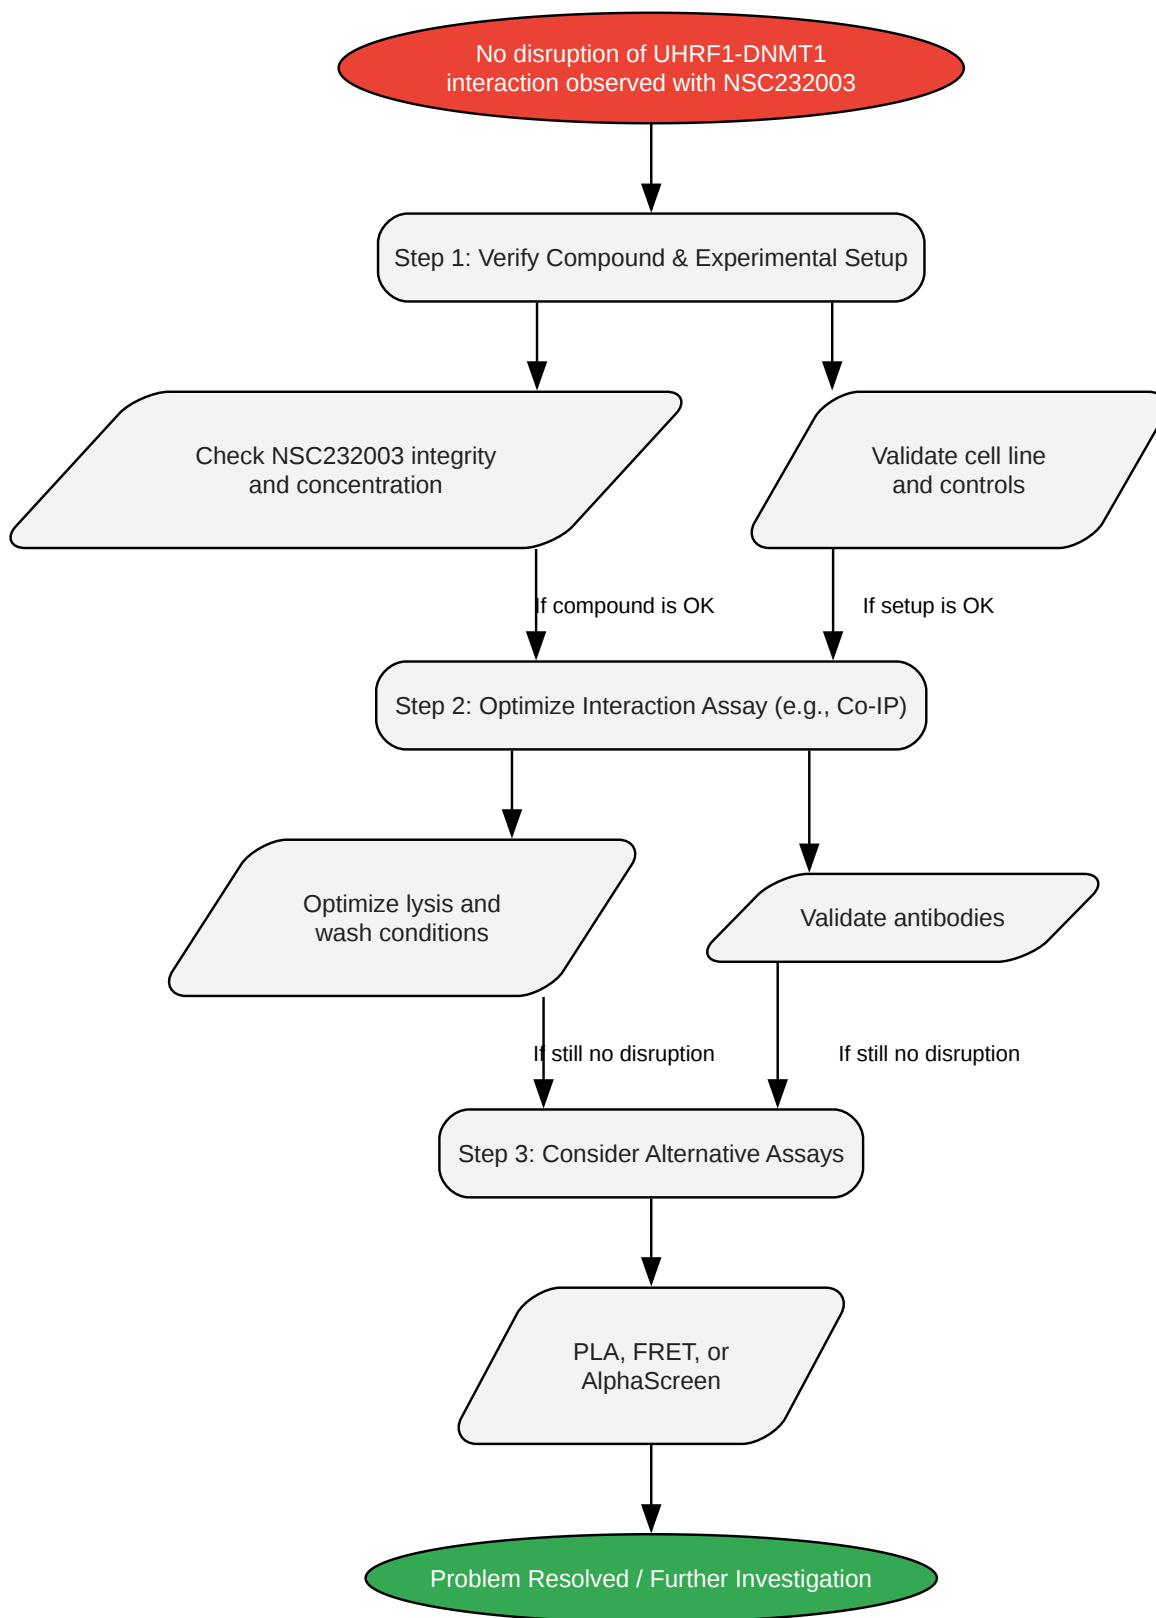 No disruption of UHRF1-DNMT1
interaction observed with NSC232003
Step 1: Verify Compound & Experimental Setup
Check NSC232003 integrity
and concentration
Validate cell line
and controls
If compound is OK
If setup is OK
Step 2: Optimize Interaction Assay (e.g., Co-IP)
Optimize lysis and
wash conditions
Validate antibodies
If still no disruption
If still no disruption
Step 3: Consider Alternative Assays
PLA, FRET, or
AlphaScreen
Problem Resolved / Further Investigation